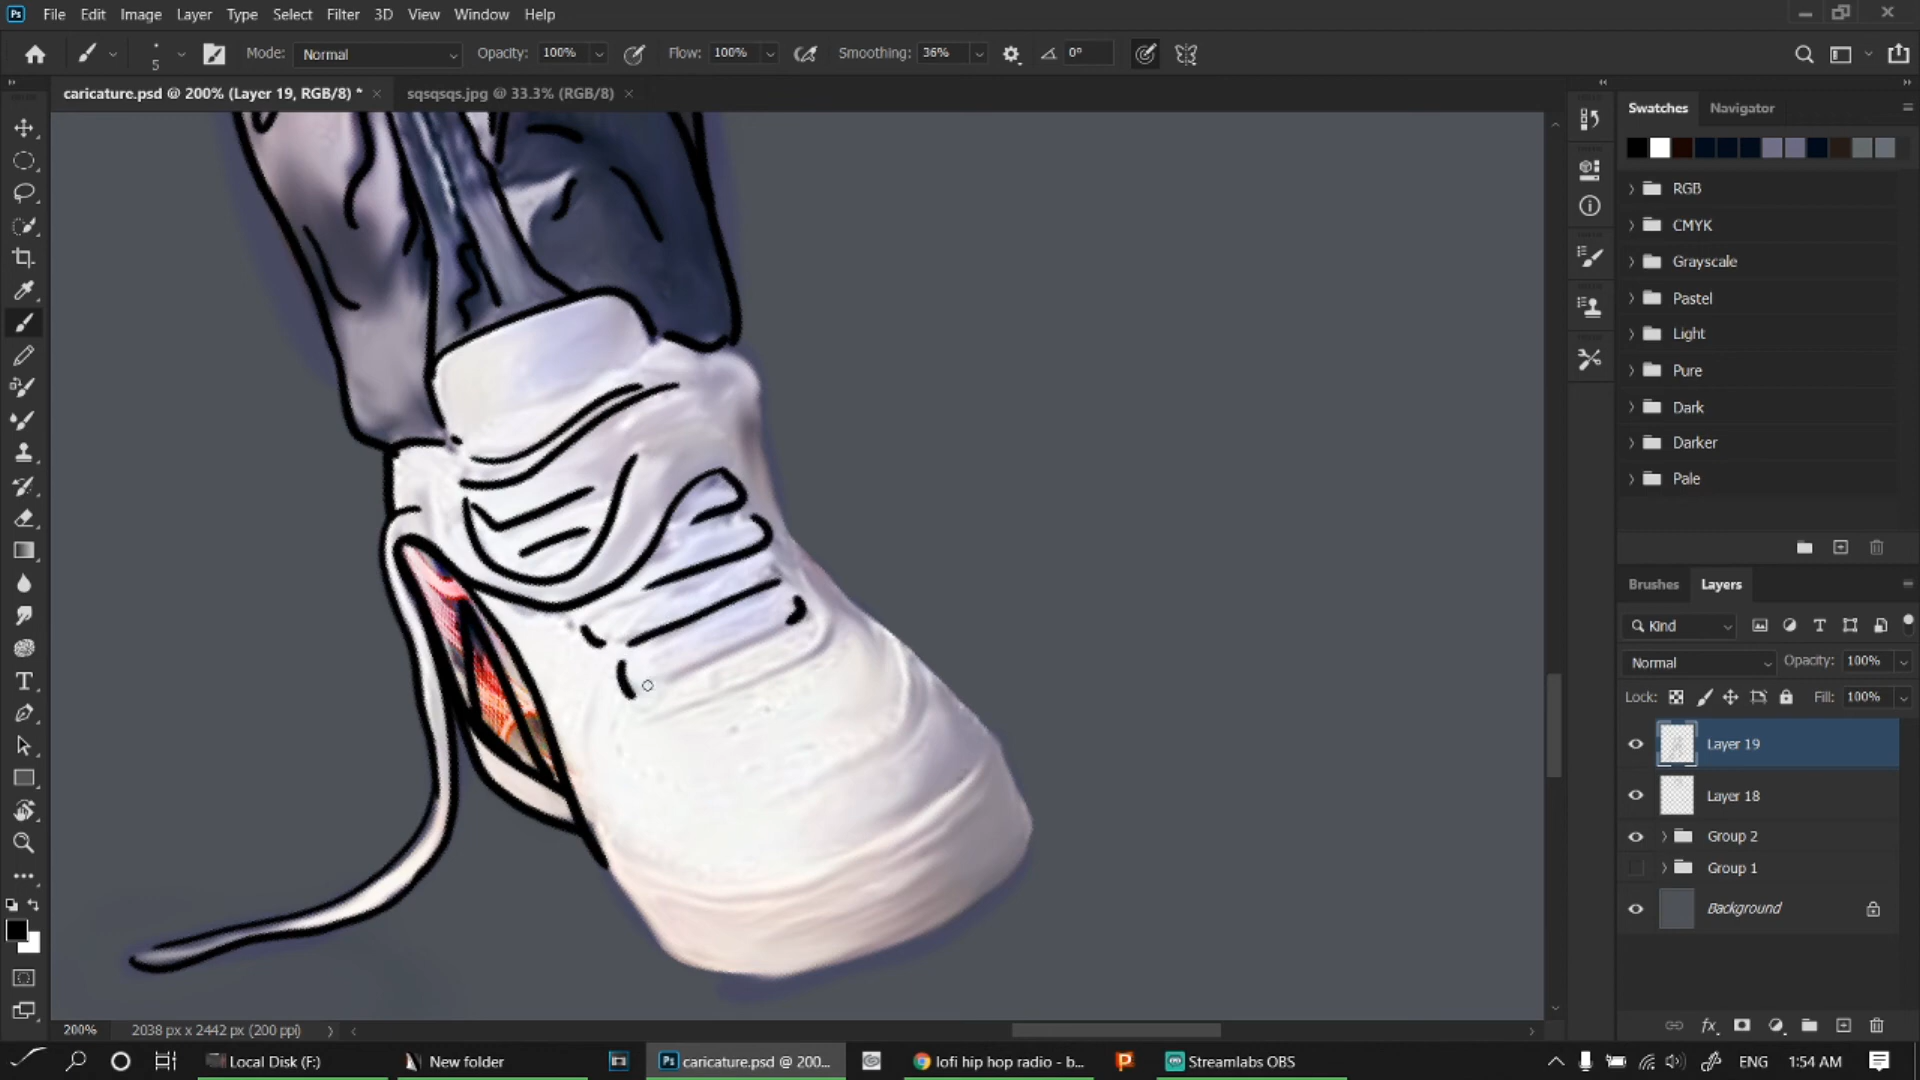 Ps File Edit Image Layer Type Select Filter 3D View Window Help
5 Mode: Normal Opacity: 100% Flow: 100% Smoothing: 36% 0°
caricature.psd @ 200% (Layer 19, RGB/8) * × sqsqsqs.jpg @ 33.3% (RGB/8) ×
Swatches Navigator
RGB
CMYK
Grayscale
Pastel
Light
Pure
Dark
Darker
Pale
Brushes Layers
Kind
Normal Opacity: 100%
Lock: Fill: 100%
Layer 19
Layer 18
Group 2
Group 1
Background
200% 2038 px x 2442 px (200 ppi)
Local Disk (F:) New folder Ps caricature.psd @ 200... lofi hip hop radio - b... P Streamlabs OBS ENG 1:54 AM